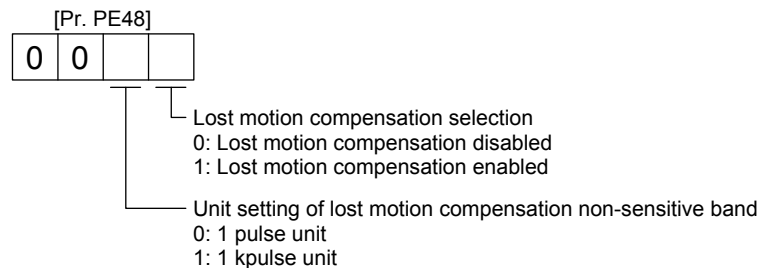 [Pr. PE48]
0 0
Lost motion compensation selection
0: Lost motion compensation disabled
1: Lost motion compensation enabled
Unit setting of lost motion compensation non-sensitive band
0: 1 pulse unit
1: 1 kpulse unit